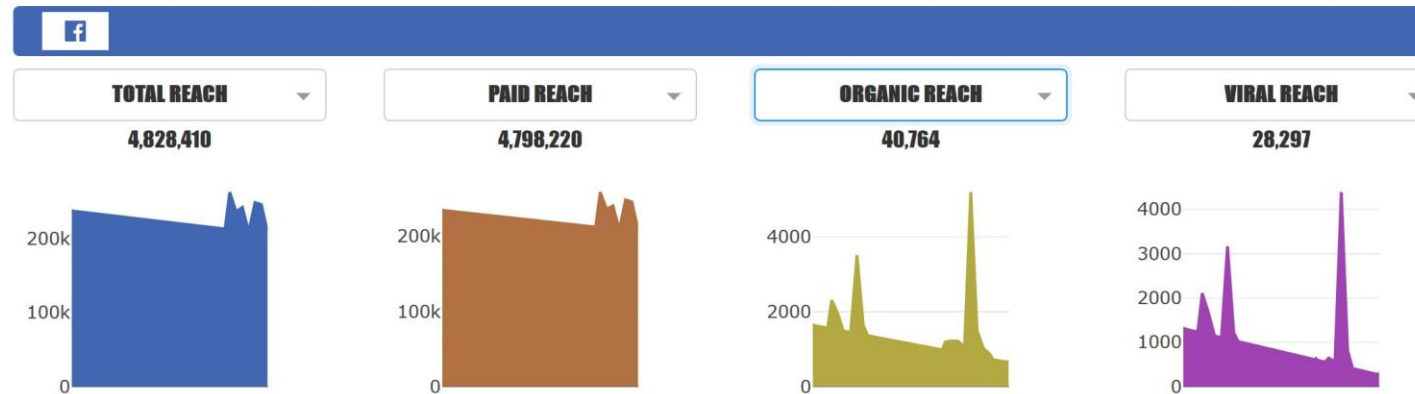 TOTAL REACH
4,828,410
200k
100k
0
PAID REACH
4,798,220
200k
100k
0
ORGANIC REACH
40,764
4000
2000
0
VIRAL REACH
28,297
4000
3000
2000
1000
0